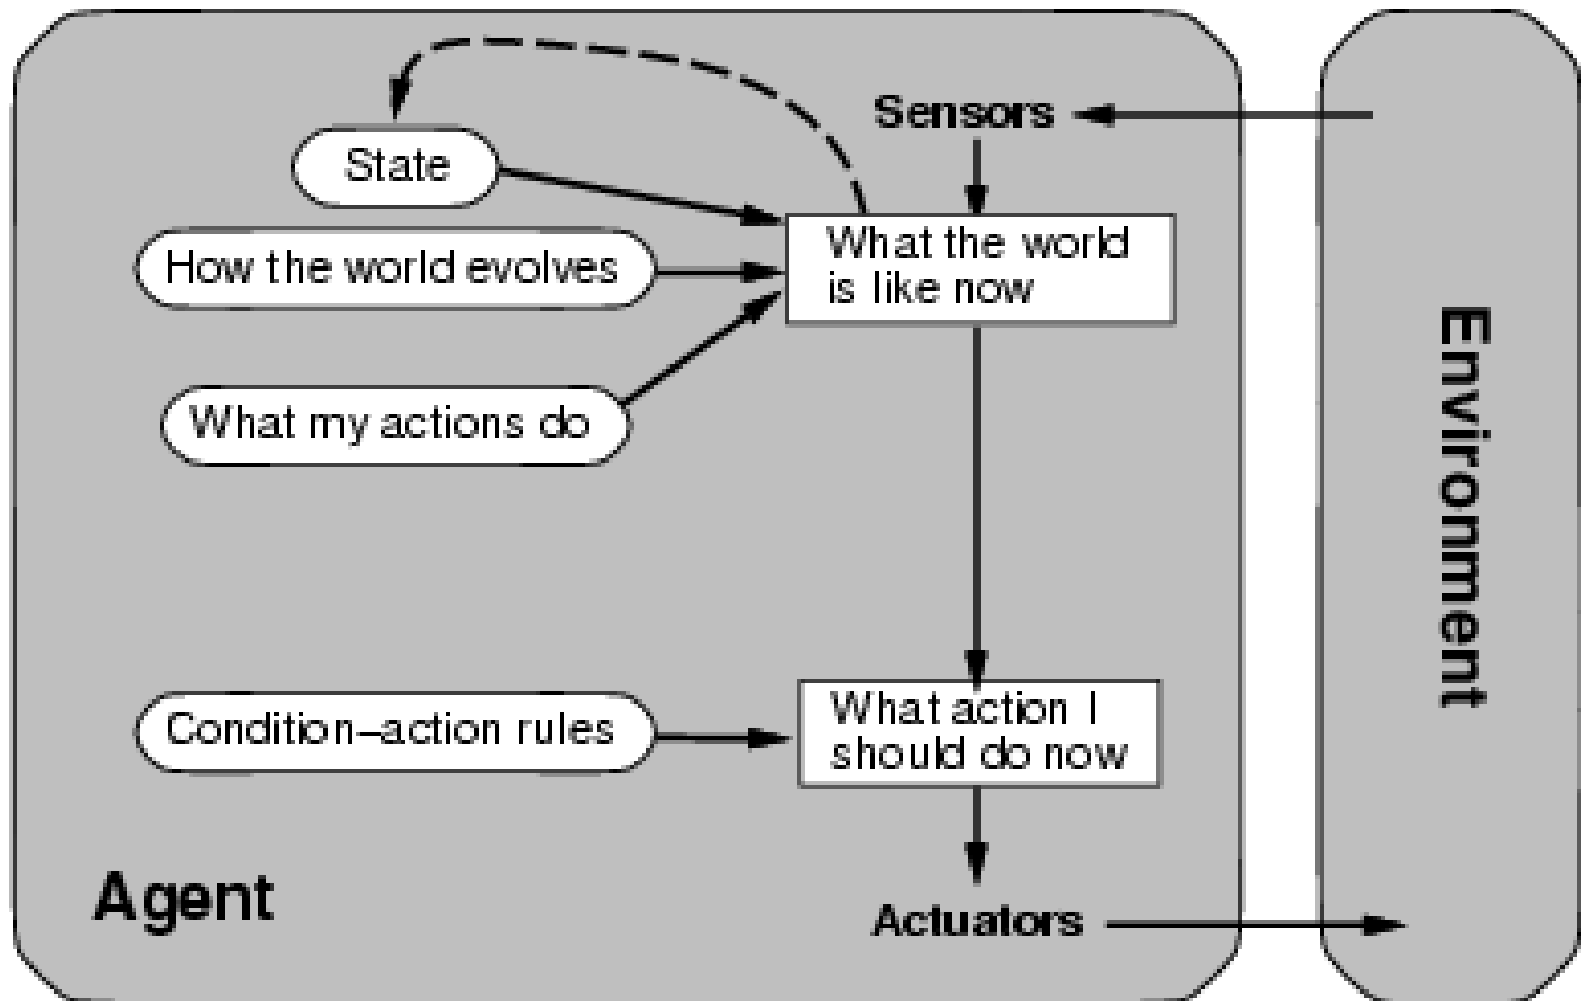 Sensors
State
What the world
is like now
How the world evolves
What my actions do
Environment
Condition–action rules
What action I
should do now
Agent
Actuators